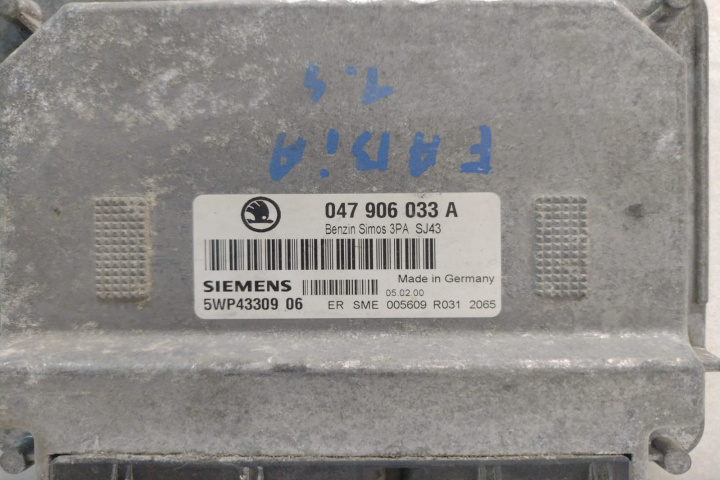 1.4
FABiA
047 906 033 A
Benzin Simos 3PA SJ43
Made in Germany
SIEMENS
05.02.00
5WP43309 06 ER SME 005609 R031 2065